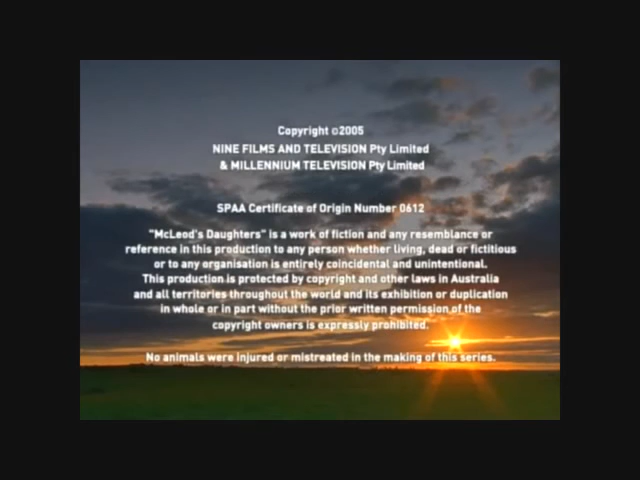 Copyright ©2005
NINE FILMS AND TELEVISION Pty Limited
& MILLENNIUM TELEVISION Pty Limited
SPAA Certificate of Origin Number 0612
"McLeod's Daughters" is a work of fiction and any resemblance or
reference in this production to any person whether living, dead or fictitious
or to any organisation is entirely coincidental and unintentional.
This production is protected by copyright and other laws in Australia
and all territories throughout the world and its exhibition or duplication
in whole or in part without the prior written permission of the
copyright owners is expressly prohibited.
No animals were injured or mistreated in the making of this series.